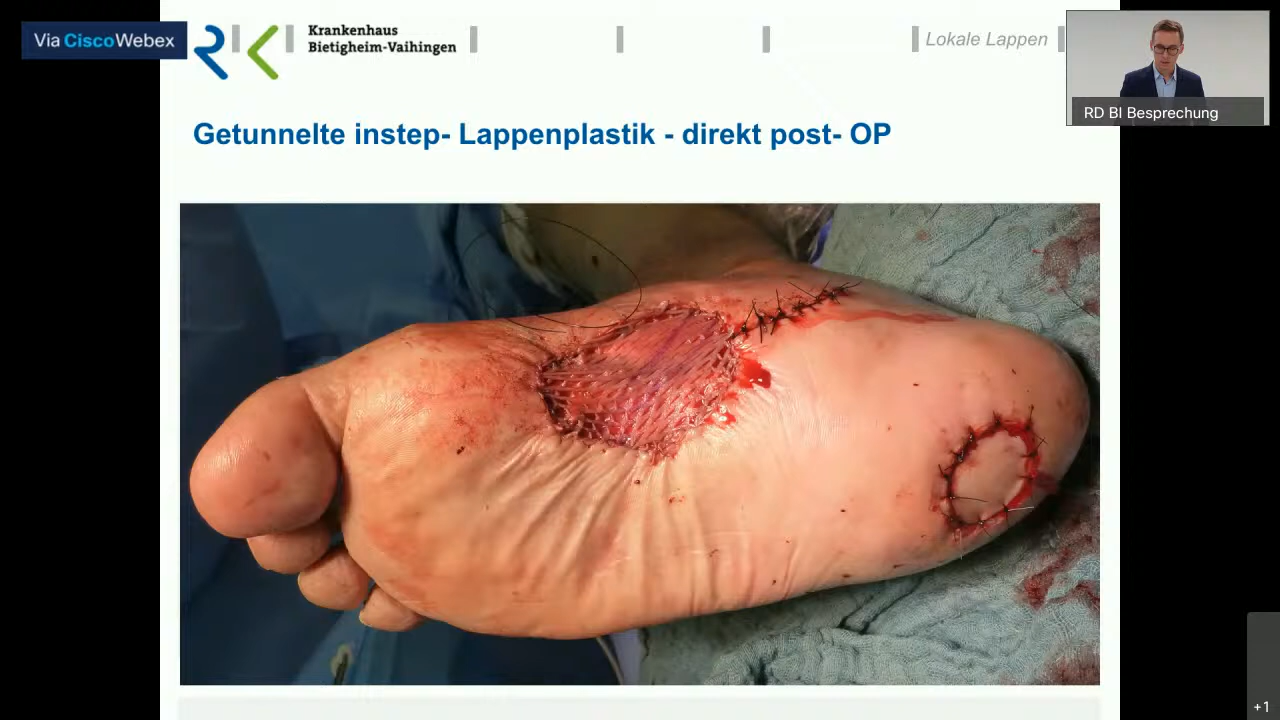 Via CiscoWebex
Krankenhaus
Bietigheim-Vaihingen
Lokale Lappen
RD BI Besprechung
Getunnelte instep- Lappenplastik - direkt post- OP
+1